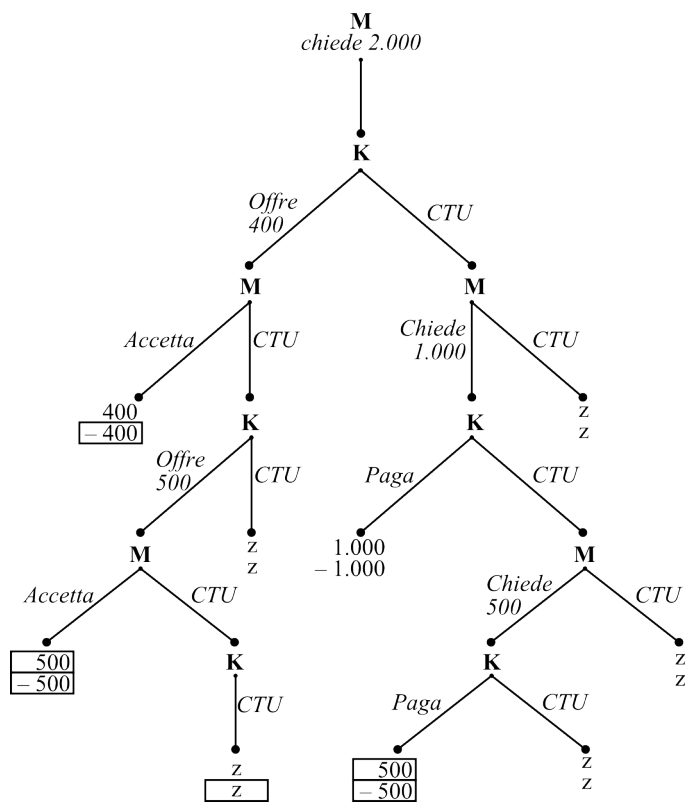 M
chiede 2.000
K
Offre
400
CTU
M
M
Accetta
CTU
Chiede
1.000
CTU
400
– 400
K
K
z
z
Offre
500
CTU
Paga
CTU
M
z
z
1.000
– 1.000
M
Accetta
CTU
Chiede
500
CTU
500
– 500
K
K
z
z
CTU
Paga
CTU
z
z
500
– 500
z
z